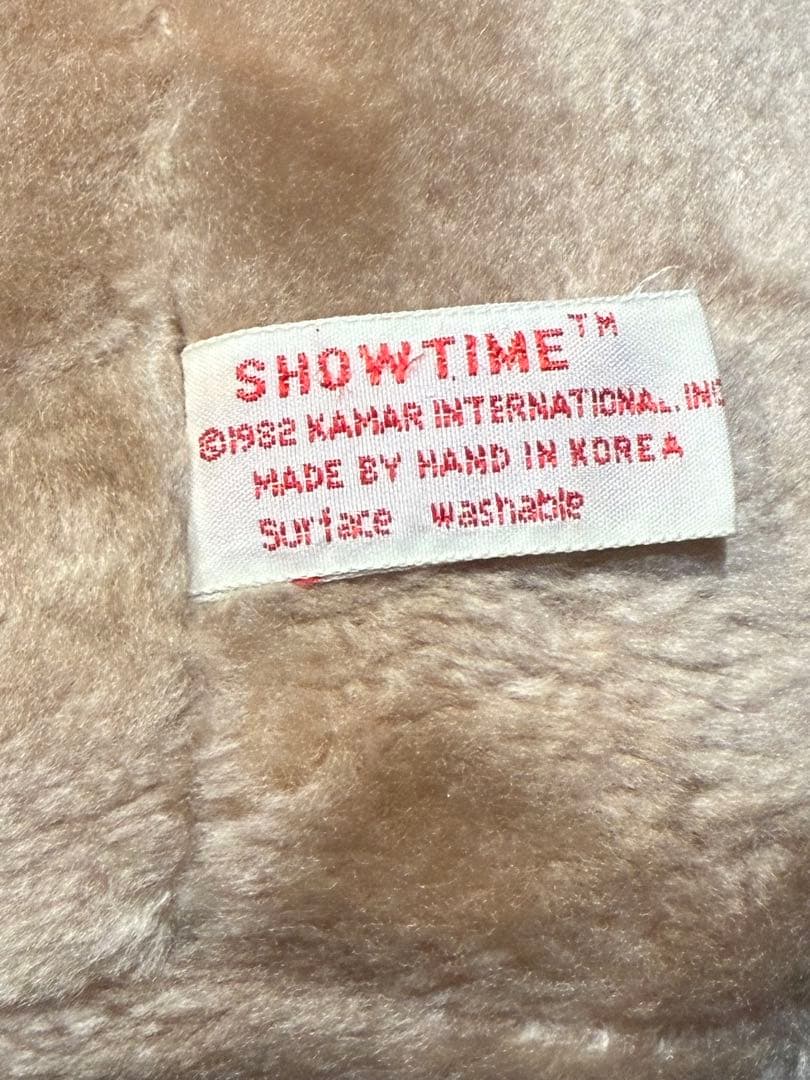 SHOWTIME™
©1982 KAMAR INTERNATIONAL, INC
MADE BY HAND IN KOREA
Surface washable